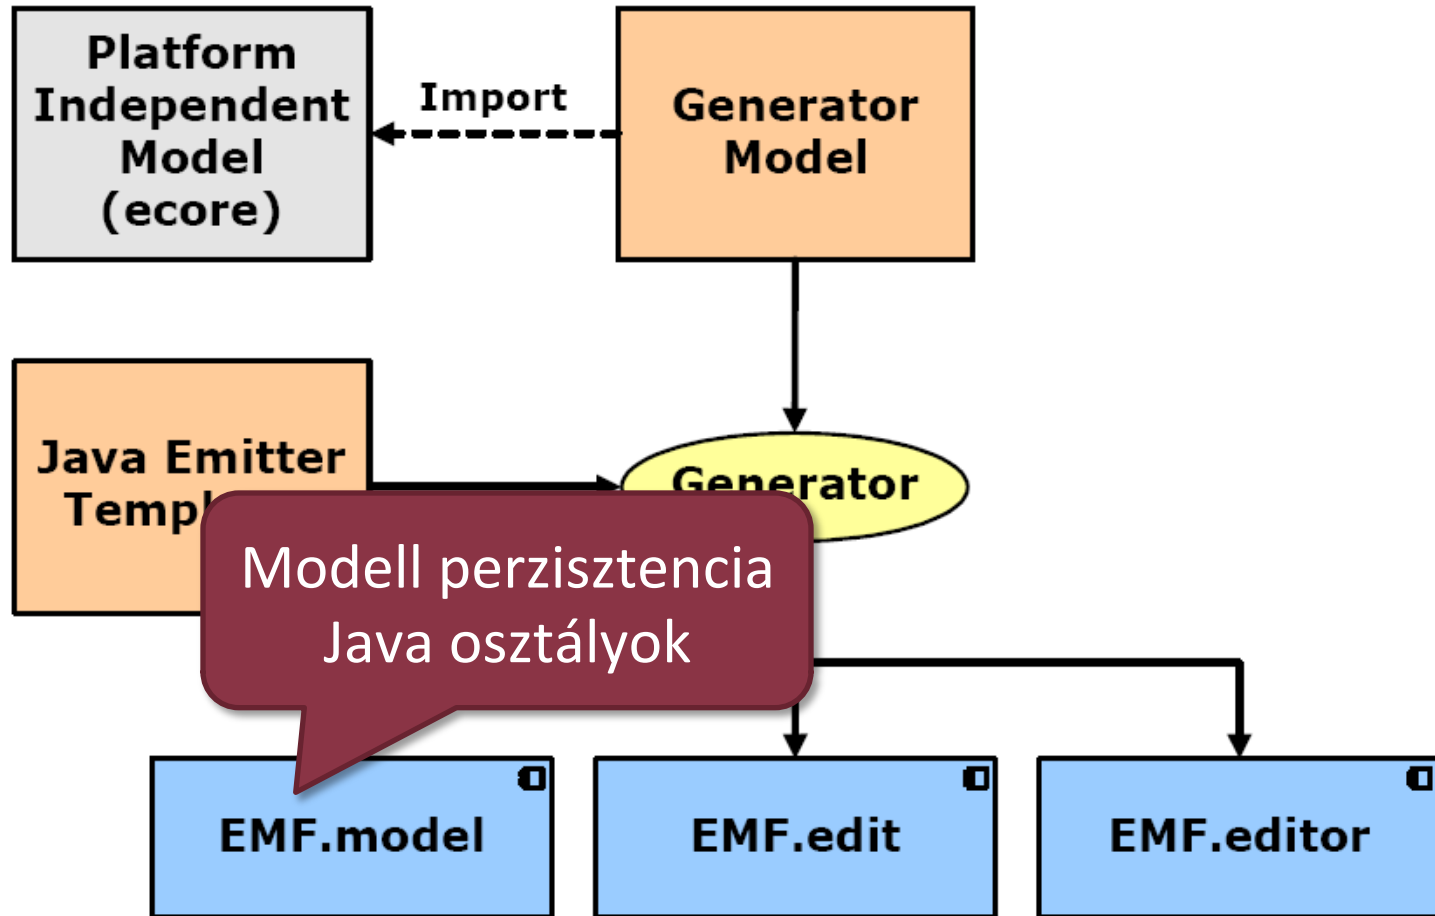 Platform
Independent
Model
(ecore)
Import
Generator
Model
Java Emitter
Generator
Modell perzisztencia
Java osztályok
EMF.model
EMF.edit
EMF.editor